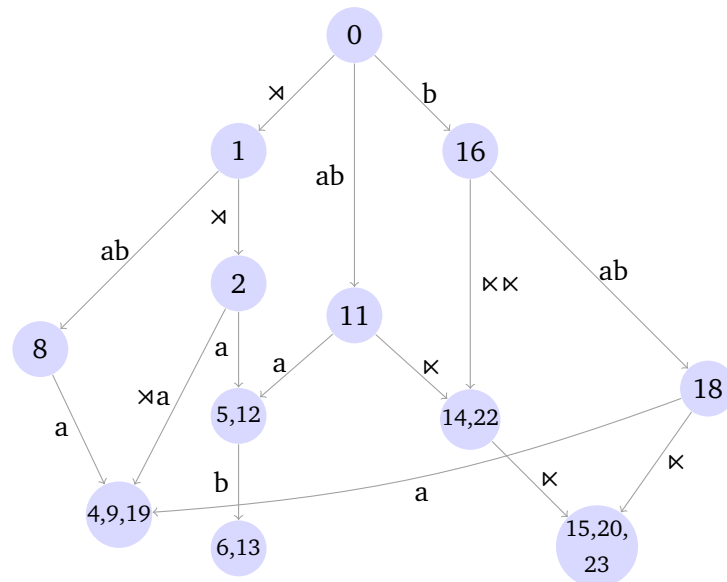 0
⋊
b
1
ab
16
ab
⋊
ab
2
⋉⋉
11
8
a
a
⋉
18
⋊a
5,12
14,22
a
⋉
b
⋉
a
4,9,19
15,20,
6,13
23